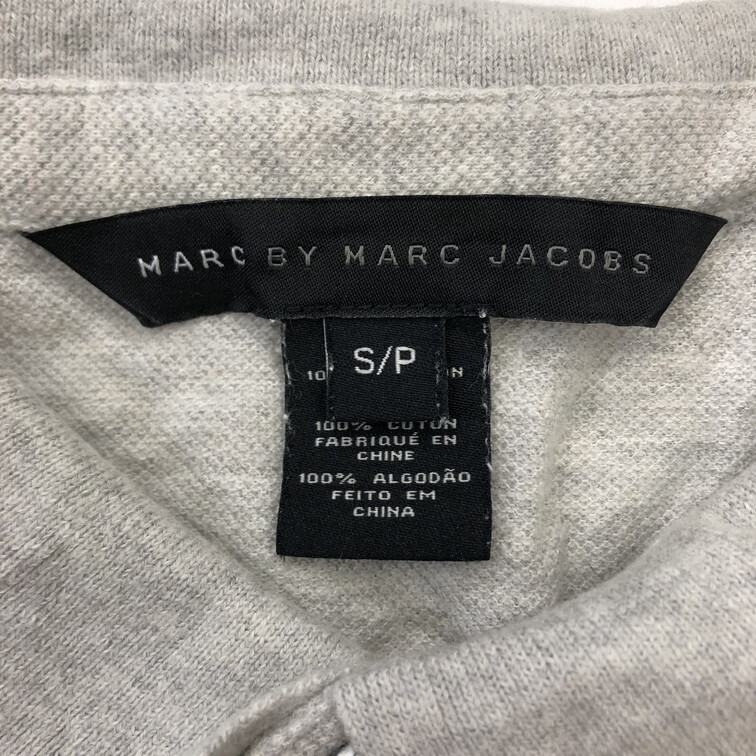 MARC BY MARC JACOBS
S/P
100% COTON
FABRIQUÉ EN
CHINE
100% ALGODÃO
FEITO EM
CHINA